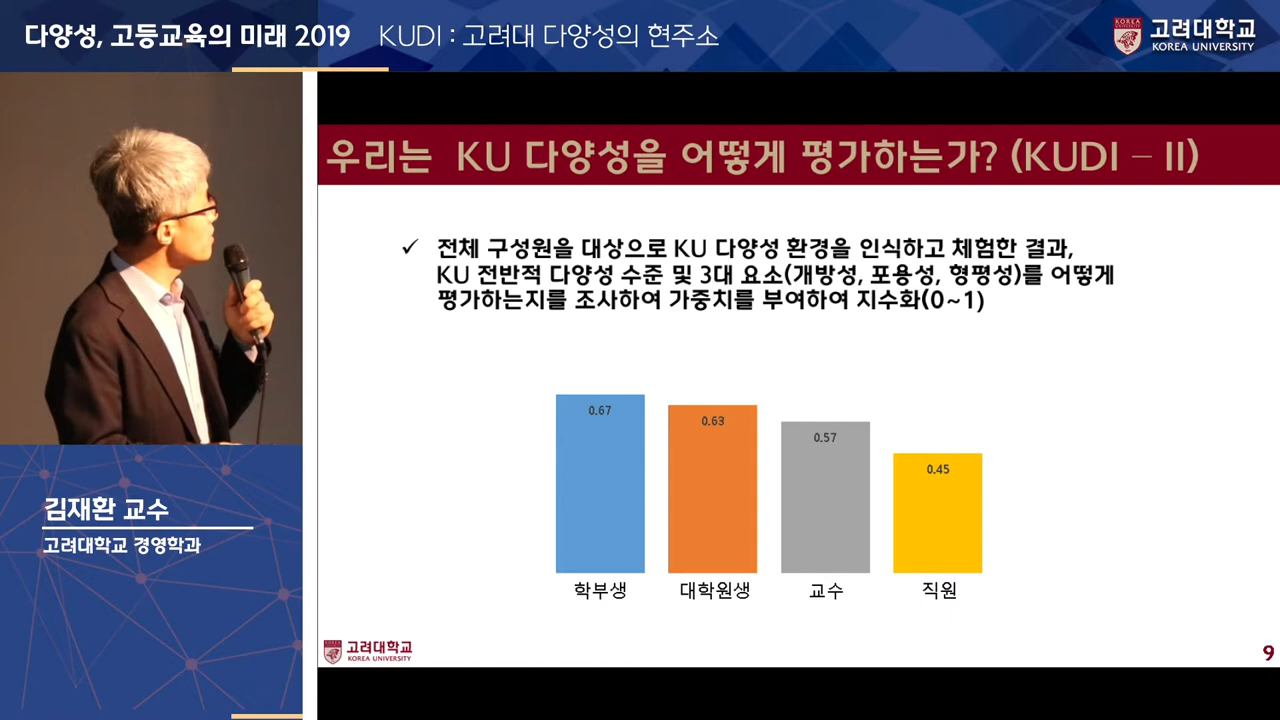 다양성, 고등교육의 미래 2019 KUDI : 고려대 다양성의 현주소
KOREA
고려대학교
KOREA UNIVERSITY
우리는 KU 다양성을 어떻게 평가하는가? (KUDI – II)
✓ 전체 구성원을 대상으로 KU 다양성 환경을 인식하고 체험한 결과,
KU 전반적 다양성 수준 및 3대 요소(개방성, 포용성, 형평성)를 어떻게
평가하는지를 조사하여 가중치를 부여하여 지수화(0~1)
0.67
0.63
0.57
0.45
학부생
대학원생
교수
직원
김재환 교수
고려대학교 경영학과
고려대학교
KOREA UNIVERSITY
9